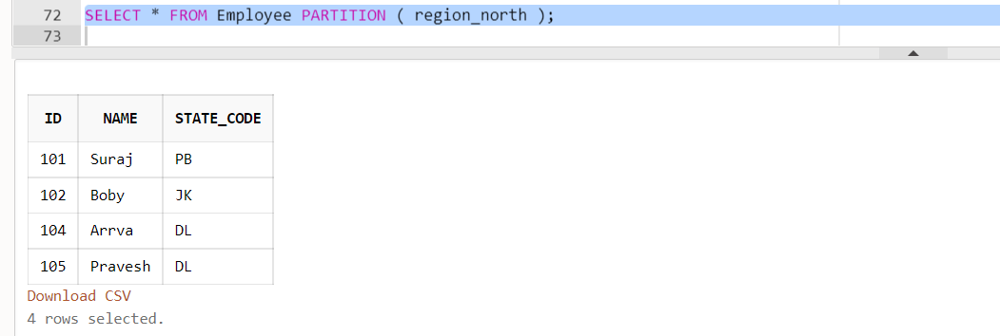 72 SELECT * FROM Employee PARTITION ( region_north );
73
ID NAME STATE_CODE
101 Suraj PB
102 Boby JK
104 Arrva DL
105 Pravesh DL
Download CSV
4 rows selected.